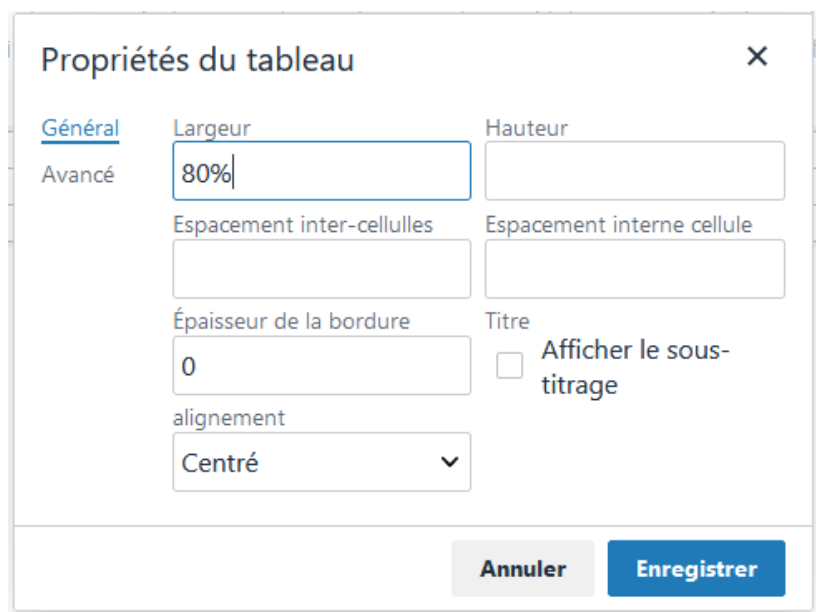 Propriétés du tableau
Général
Avancé
Largeur
Hauteur
80%
Espacement inter-cellulles
Espacement interne cellule
Épaisseur de la bordure
Titre
0
Afficher le sous-
titrage
alignement
Centré
Annuler
Enregistrer